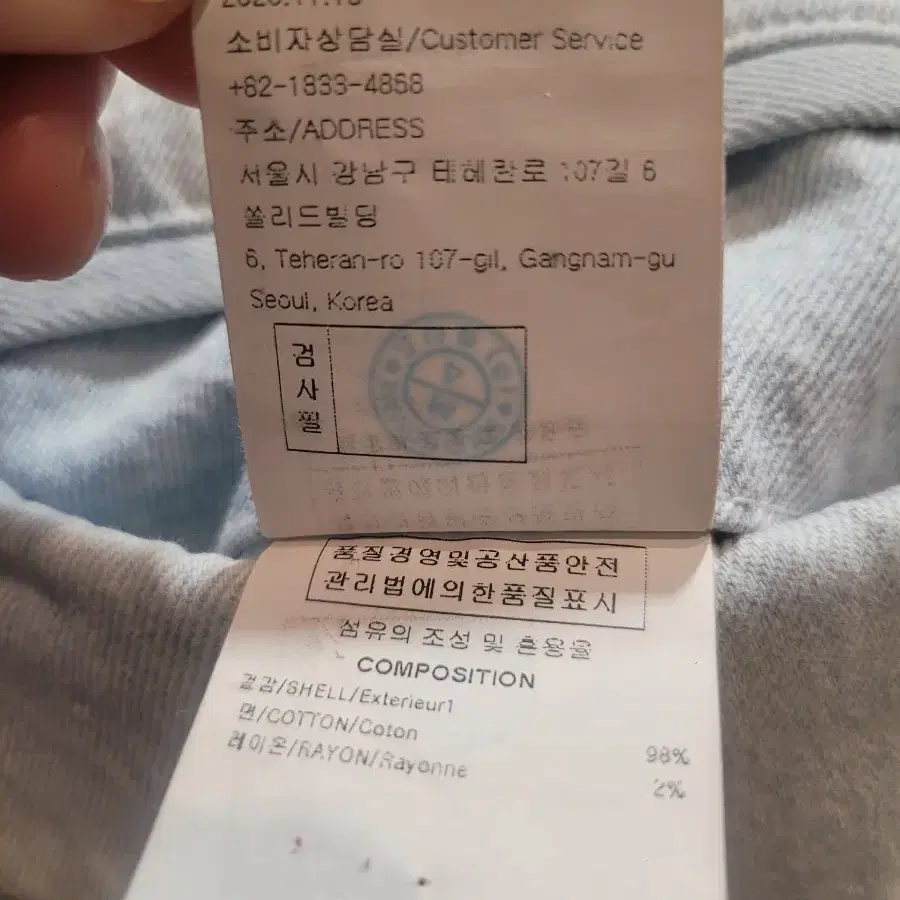 소비자상담실/Customer Service
+82-1833-4868
주소/ADDRESS
서울시 강남구 테헤란로 107길 6
쏠리드빌딩
6, Teheran-ro 107-gil, Gangnam-gu
Seoul, Korea
검
사
필
품질경영및공산품안전
관리법에의한품질표시
섬유의 조성 및 혼용율
COMPOSITION
겉감/SHELL/Exterieur1
면/COTTON/Coton 98%
레이온/RAYON/Rayonne 2%